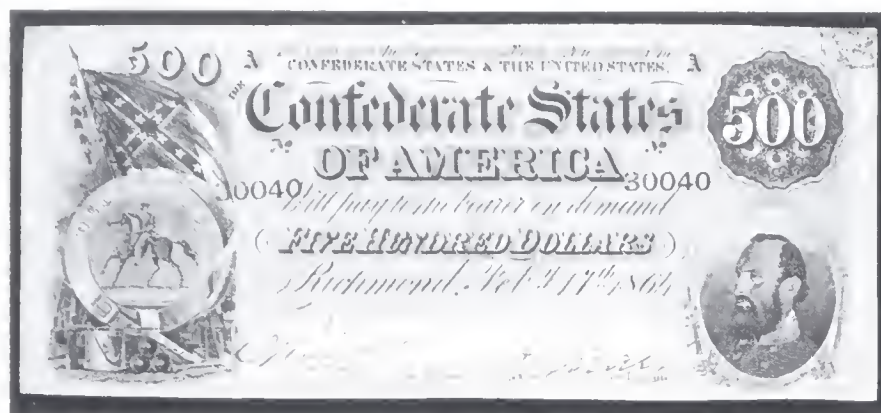 500 A A
CONFEDERATE STATES & THE UNITED STATES,
THE
Confederate States 500
OF AMERICA
30040 30040
Will pay to the bearer on demand
FIVE HUNDRED DOLLARS
Richmond, Feb. 17th 1864